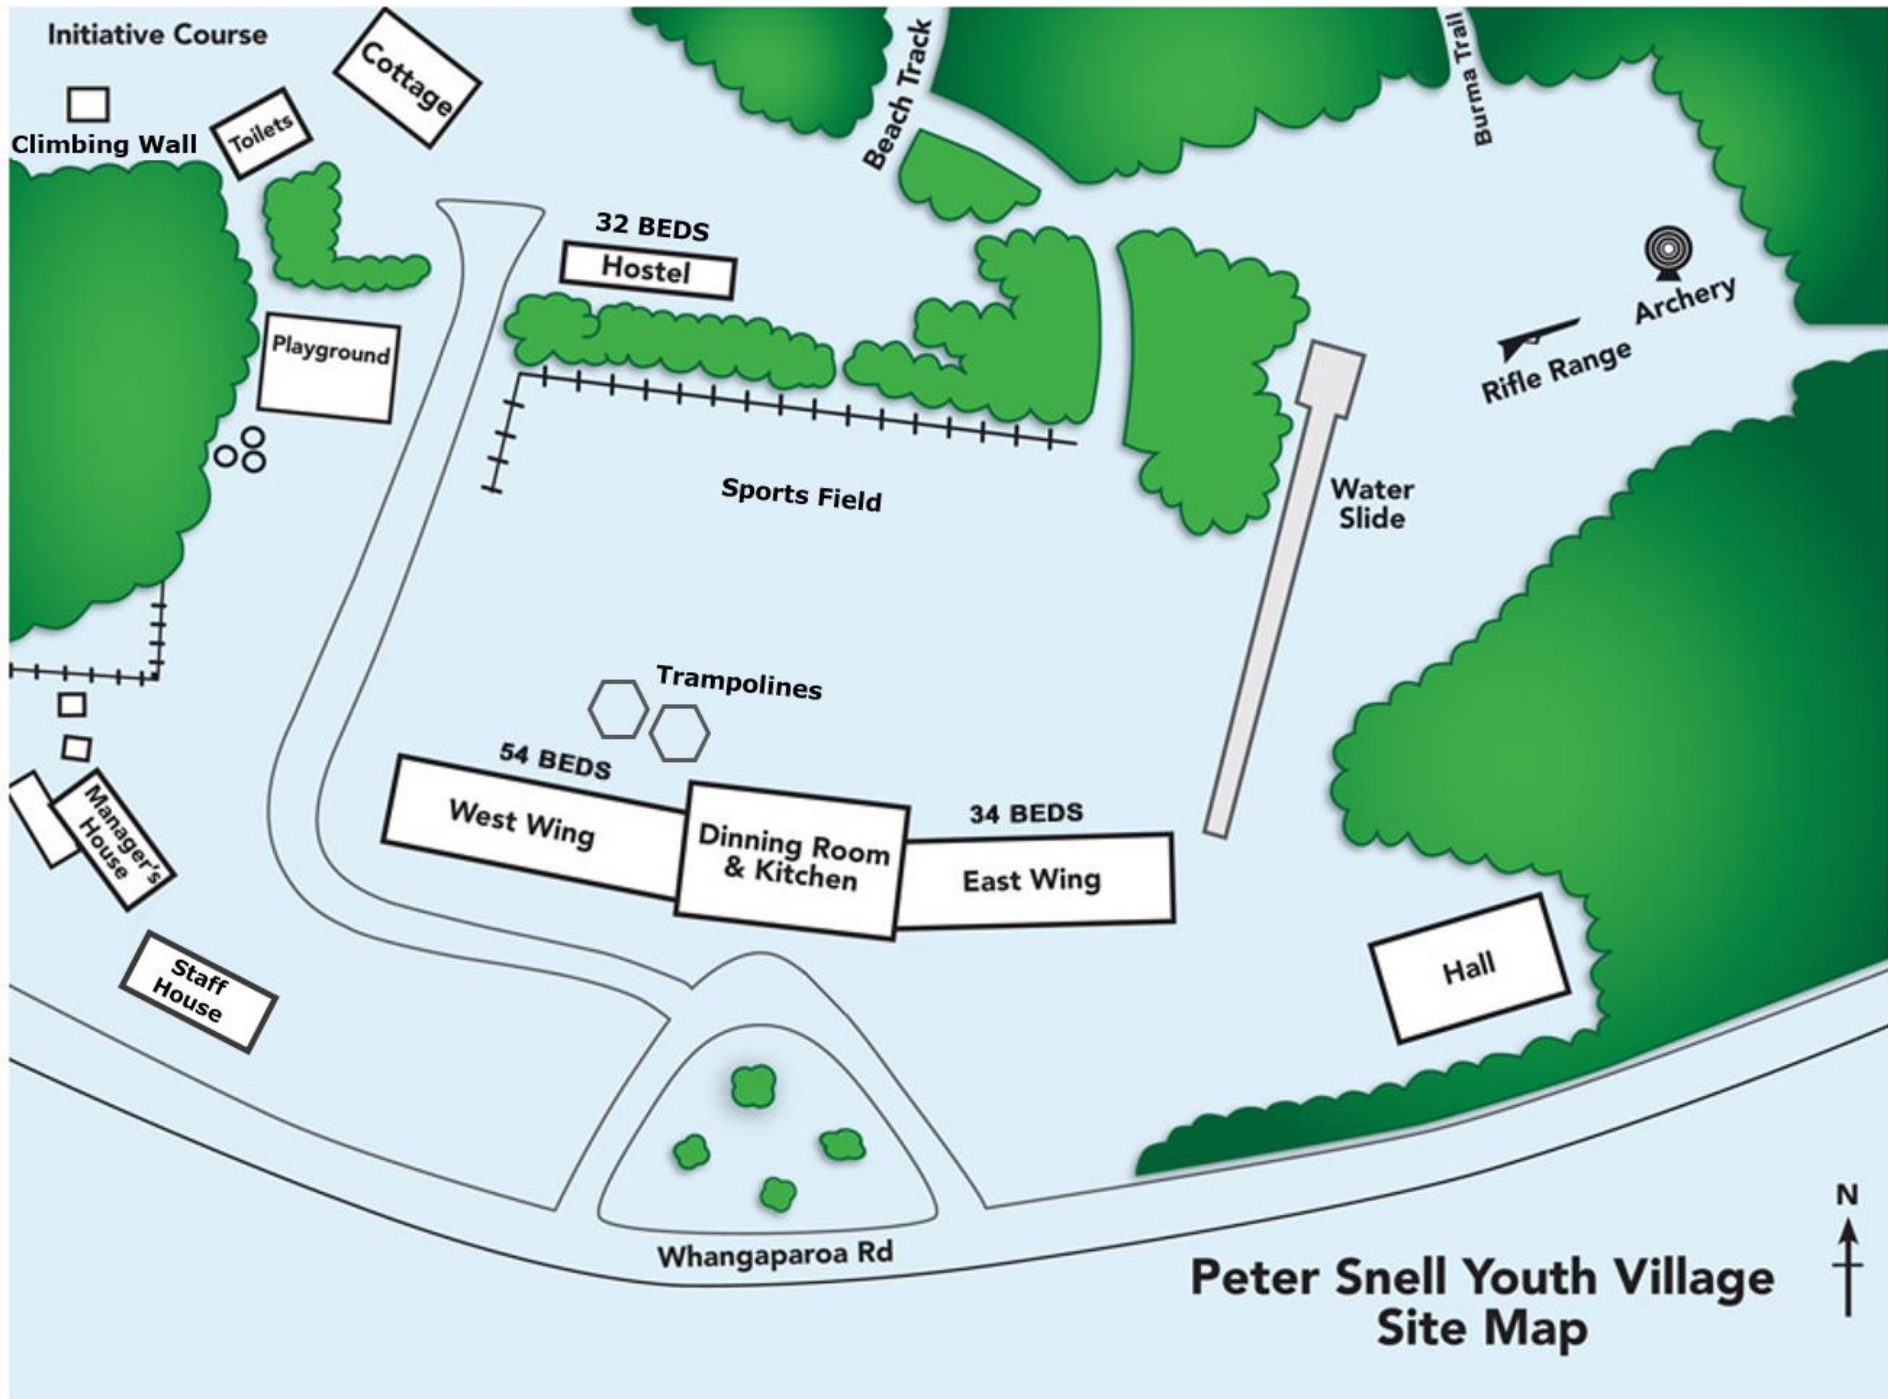 Initiative Course
Cottage
Beach Track
Burma Trail
Toilets
Climbing Wall
32 BEDS
Hostel
Archery
Rifle Range
Playground
Sports Field
Water
Slide
Trampolines
54 BEDS
West Wing
Dinning Room
& Kitchen
34 BEDS
East Wing
Manager's
House
Staff
House
Hall
Whangaparoa Rd
N
Peter Snell Youth Village
Site Map